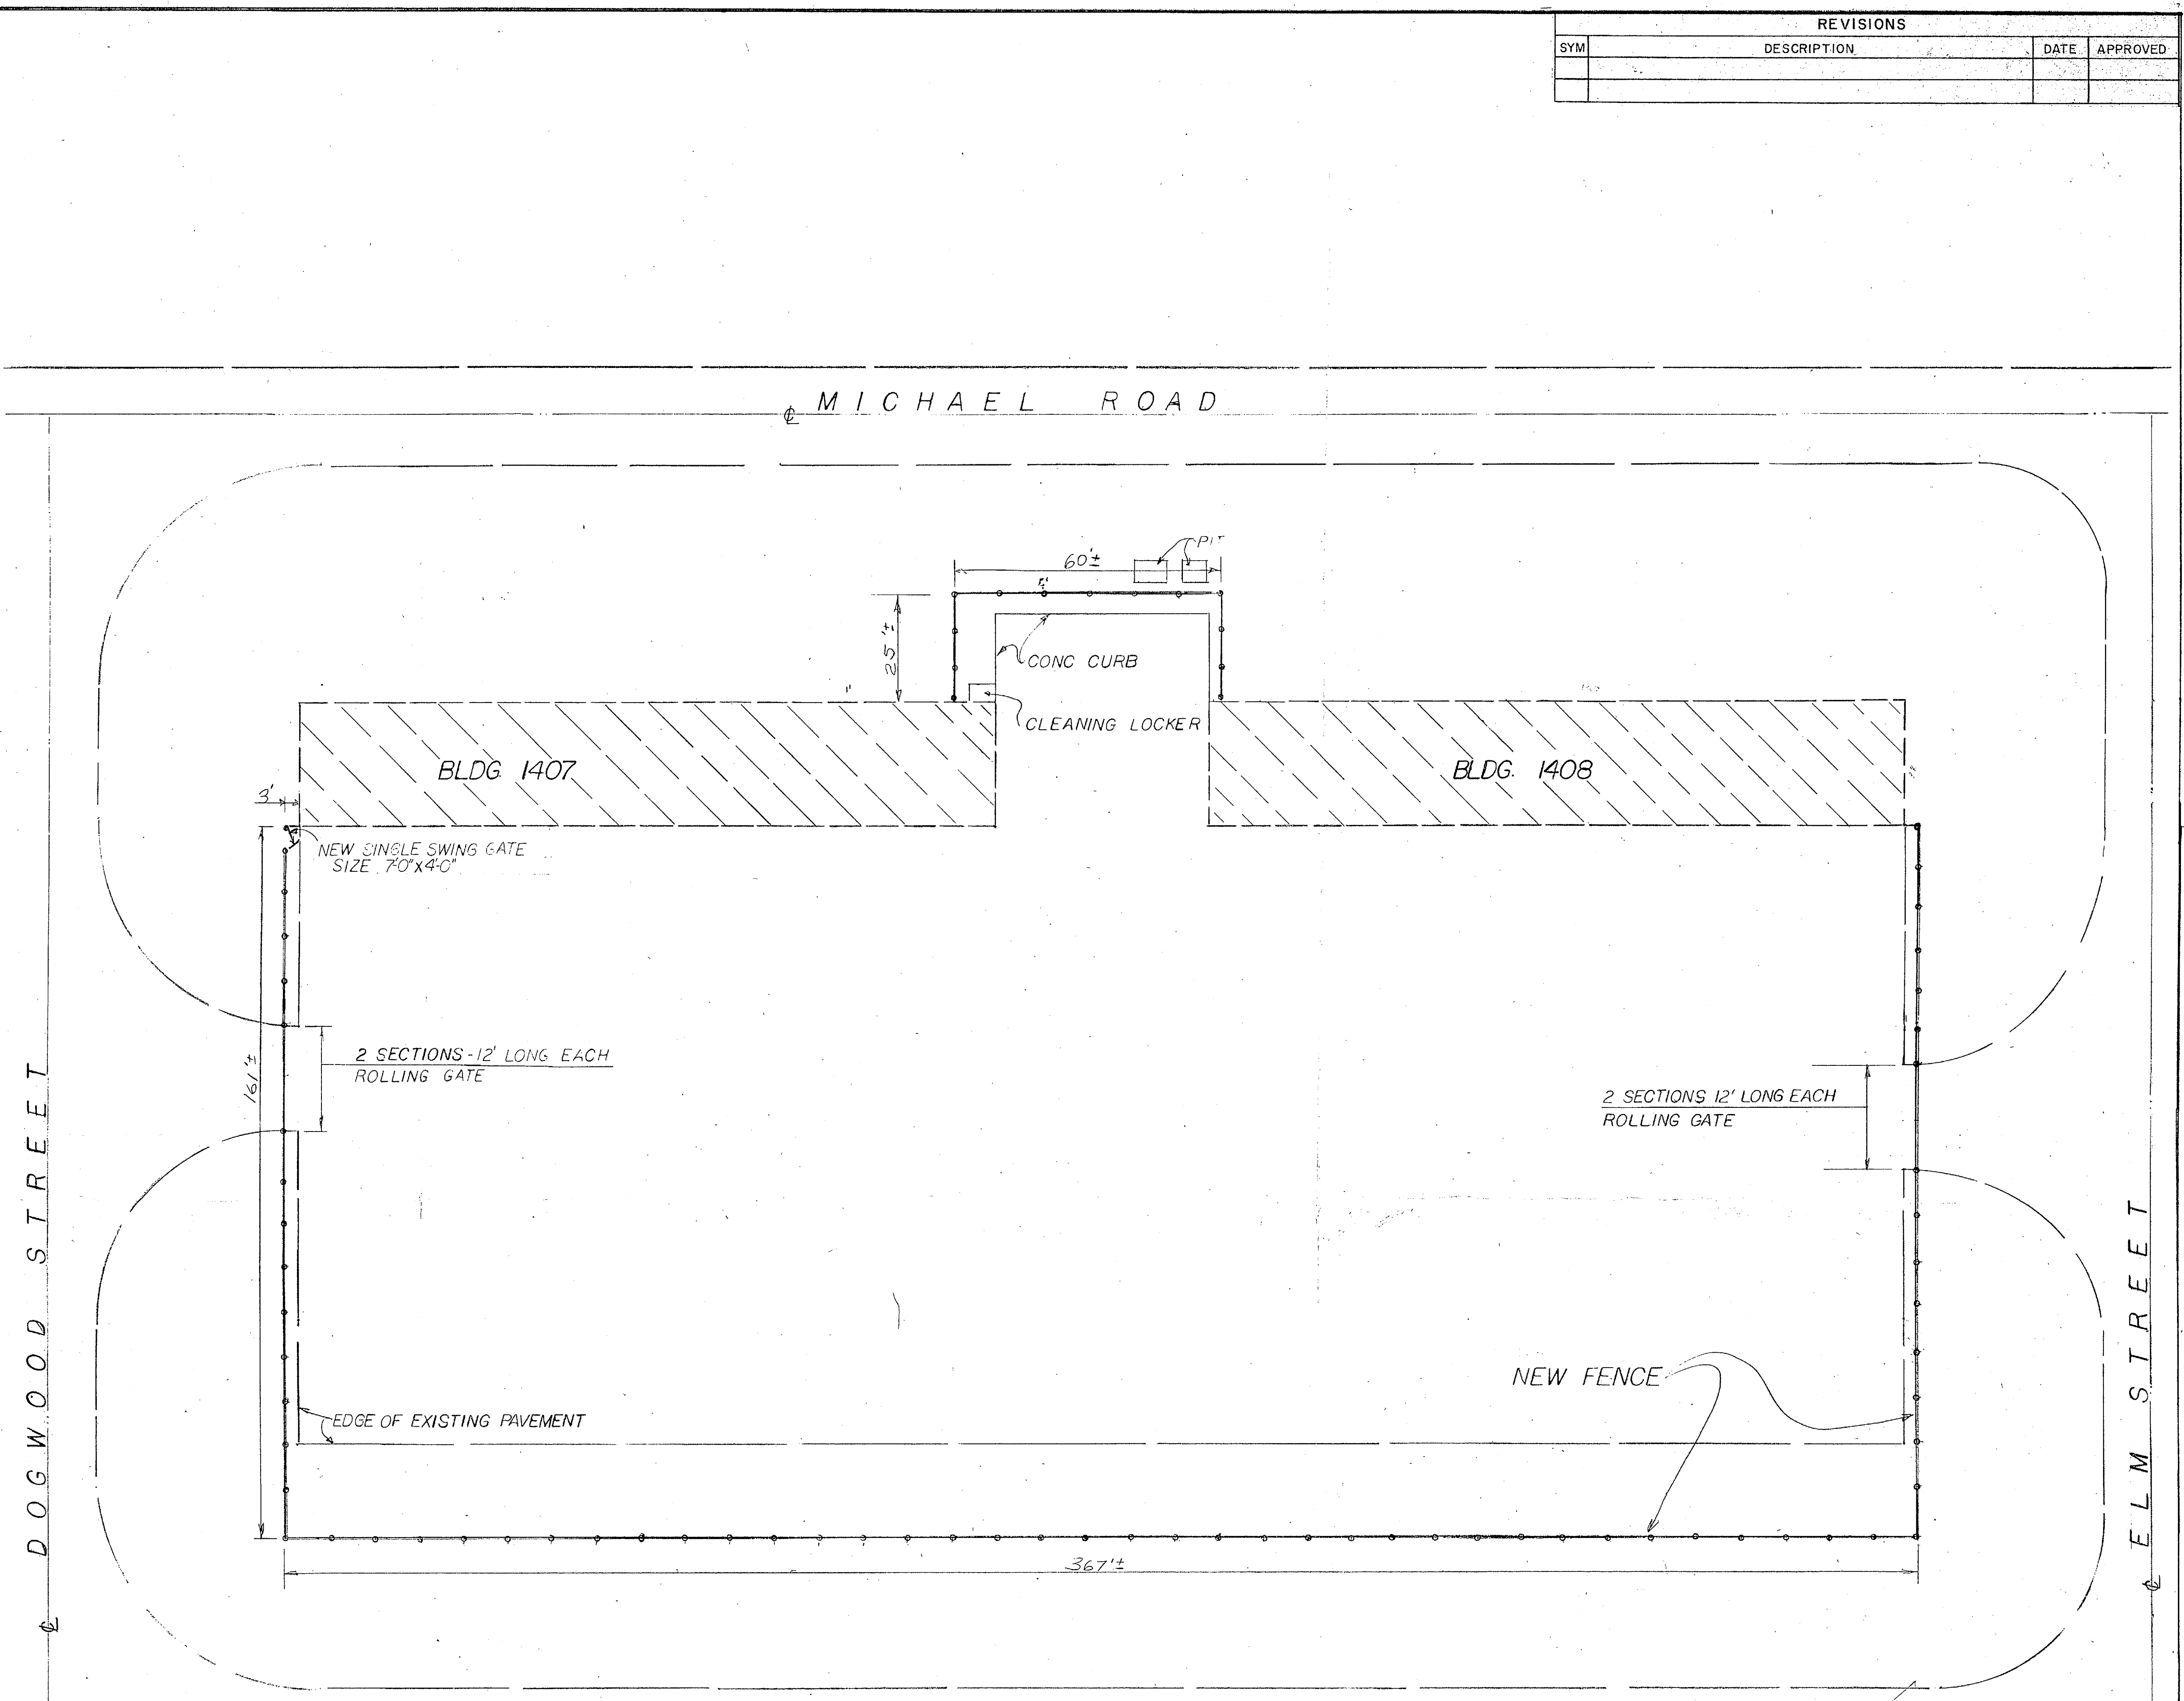 REVISIONS
SYM DESCRIPTION DATE APPROVED
℄ MICHAEL ROAD
PIT
60'±
25'±
CONC CURB
CLEANING LOCKER
BLDG. 1407
BLDG. 1408
3'
NEW SINGLE SWING GATE
SIZE 7'-0"X4'-0"
2 SECTIONS-12' LONG EACH
ROLLING GATE
161'±
2 SECTIONS 12' LONG EACH
ROLLING GATE
NEW FENCE
EDGE OF EXISTING PAVEMENT
367'±
℄ DOGWOOD STREET
℄ ELM STREET